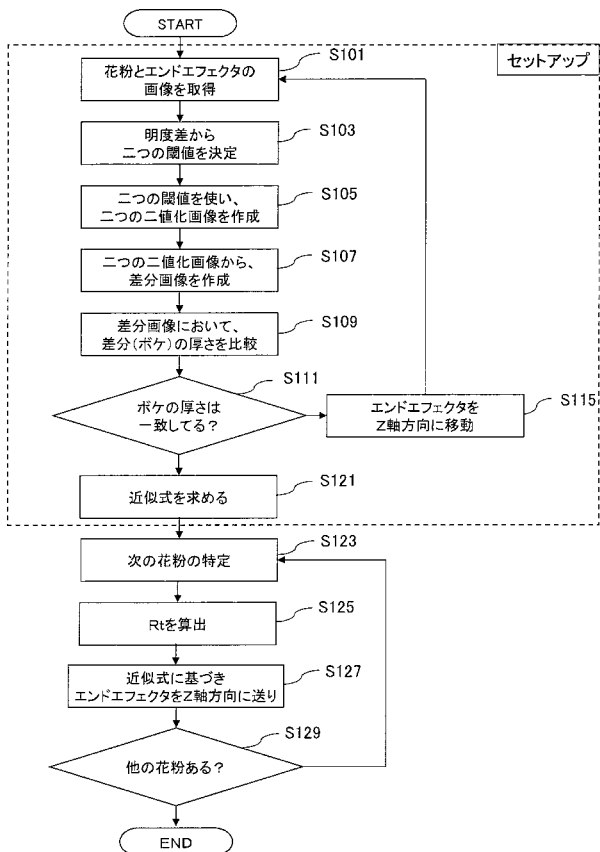 START
セットアップ
S101
花粉とエンドエフェクタの
画像を取得
S103
明度差から
二つの閾値を決定
S105
二つの閾値を使い、
二つの二値化画像を作成
S107
二つの二値化画像から、
差分画像を作成
S109
差分画像において、
差分(ボケ)の厚さを比較
S111
ボケの厚さは
一致してる?
S115
エンドエフェクタを
Z軸方向に移動
S121
近似式を求める
S123
次の花粉の特定
S125
Rtを算出
S127
近似式に基づき
エンドエフェクタをZ軸方向に送り
S129
他の花粉ある?
END